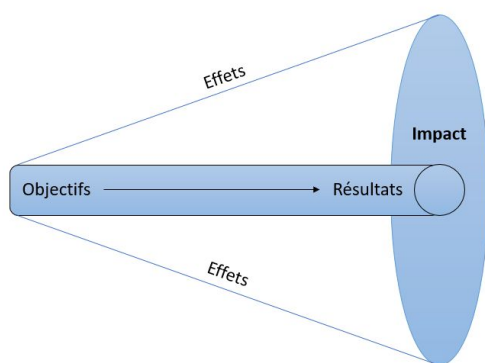 Effets
Impact
Objectifs
Résultats
Effets